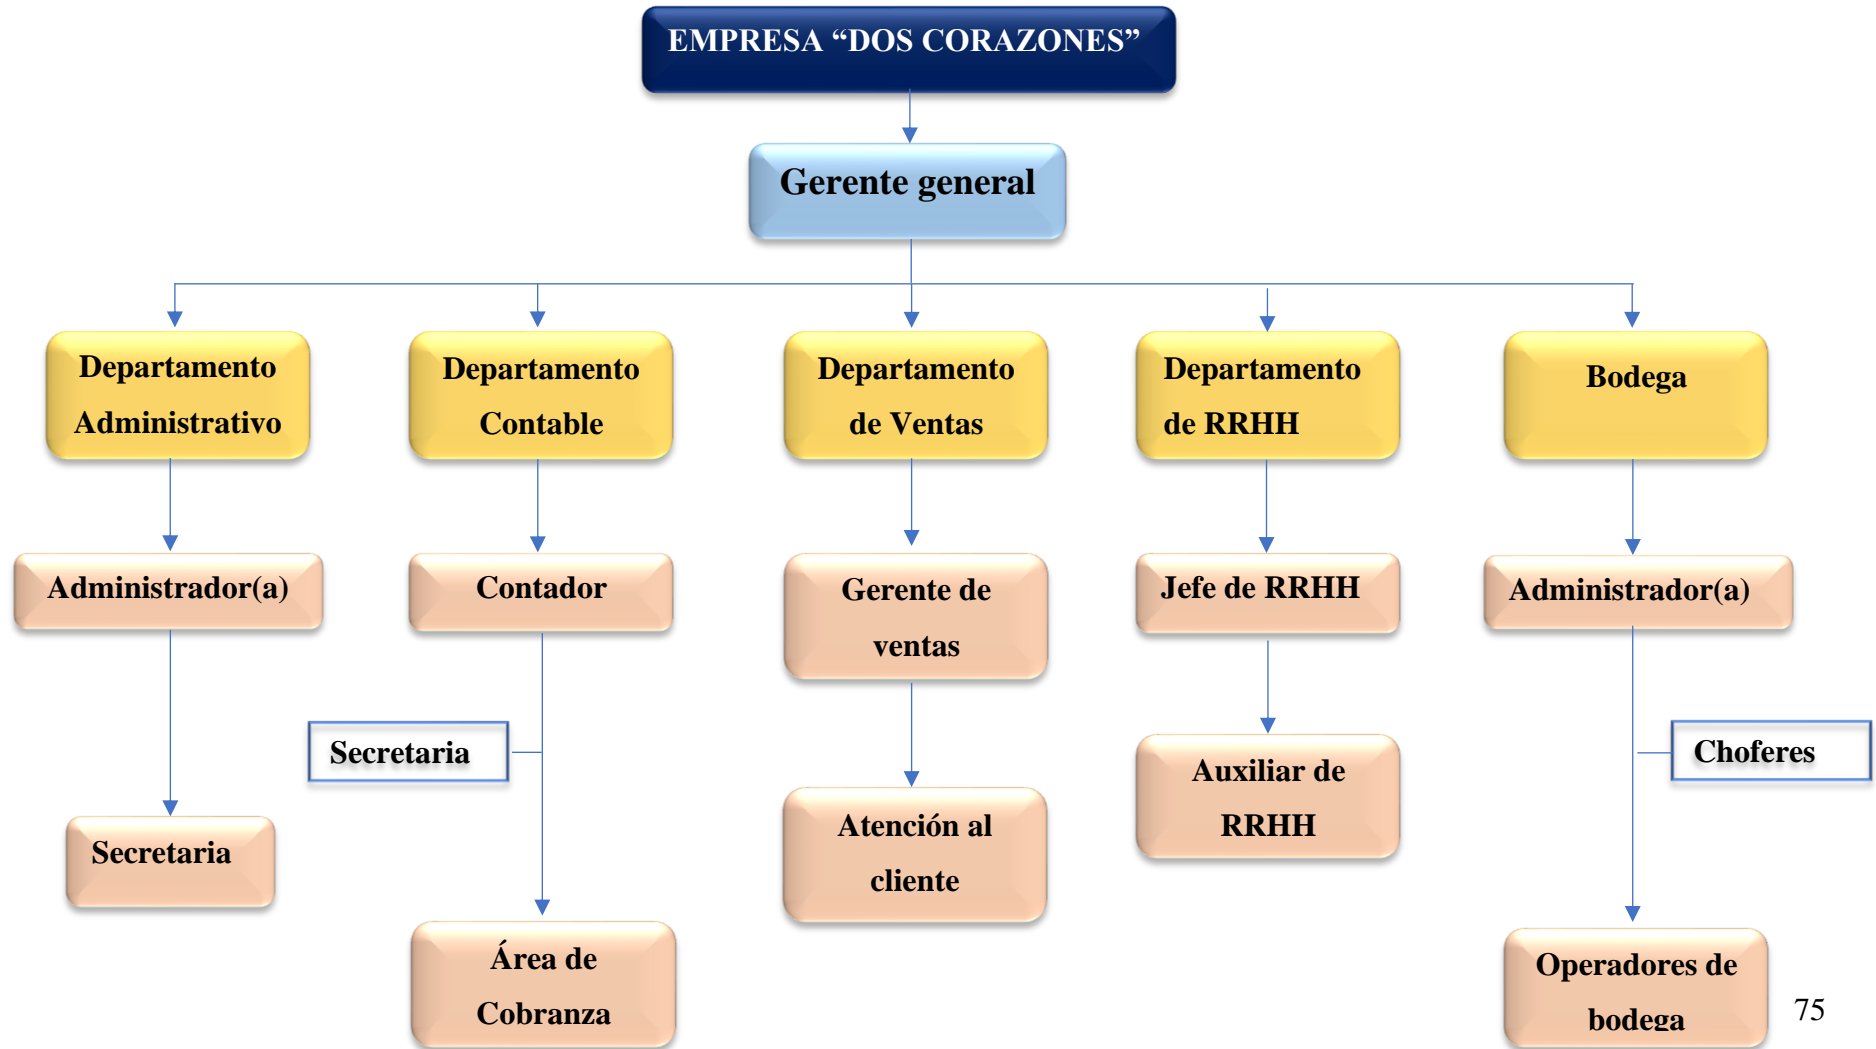 EMPRESA “DOS CORAZONES”
Gerente general
Departamento
Administrativo
Departamento
Contable
Departamento
de Ventas
Departamento
de RRHH
Bodega
Administrador(a)
Contador
Gerente de
ventas
Jefe de RRHH
Administrador(a)
Secretaria
Choferes
Secretaria
Atención al
cliente
Auxiliar de
RRHH
Área de
Cobranza
Operadores de
bodega
75